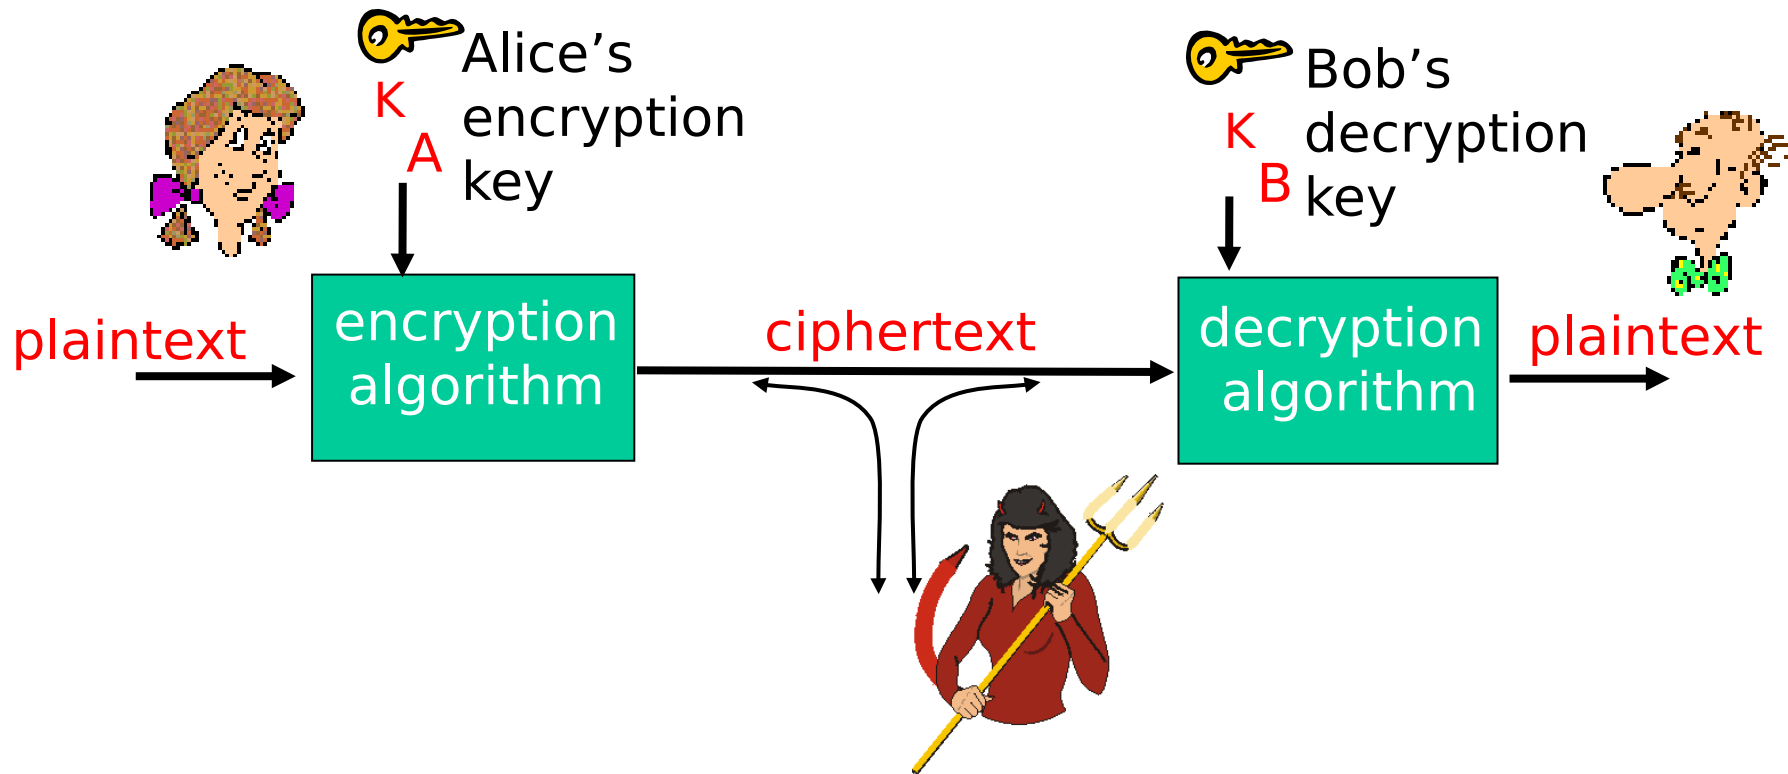 Alice’s
encryption
key
K
A
Bob’s
decryption
key
K
B
plaintext
encryption
algorithm
ciphertext
decryption
algorithm
plaintext